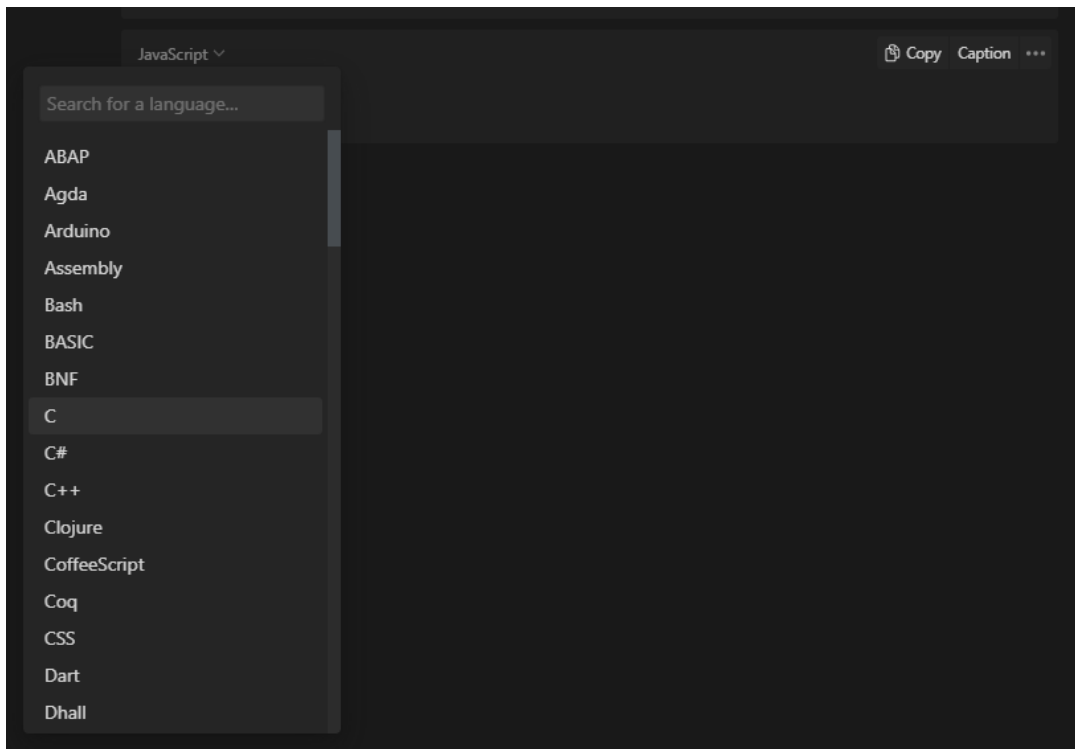 JavaScript
Copy Caption
Search for a language...
ABAP
Agda
Arduino
Assembly
Bash
BASIC
BNF
C
C#
C++
Clojure
CoffeeScript
Coq
CSS
Dart
Dhall